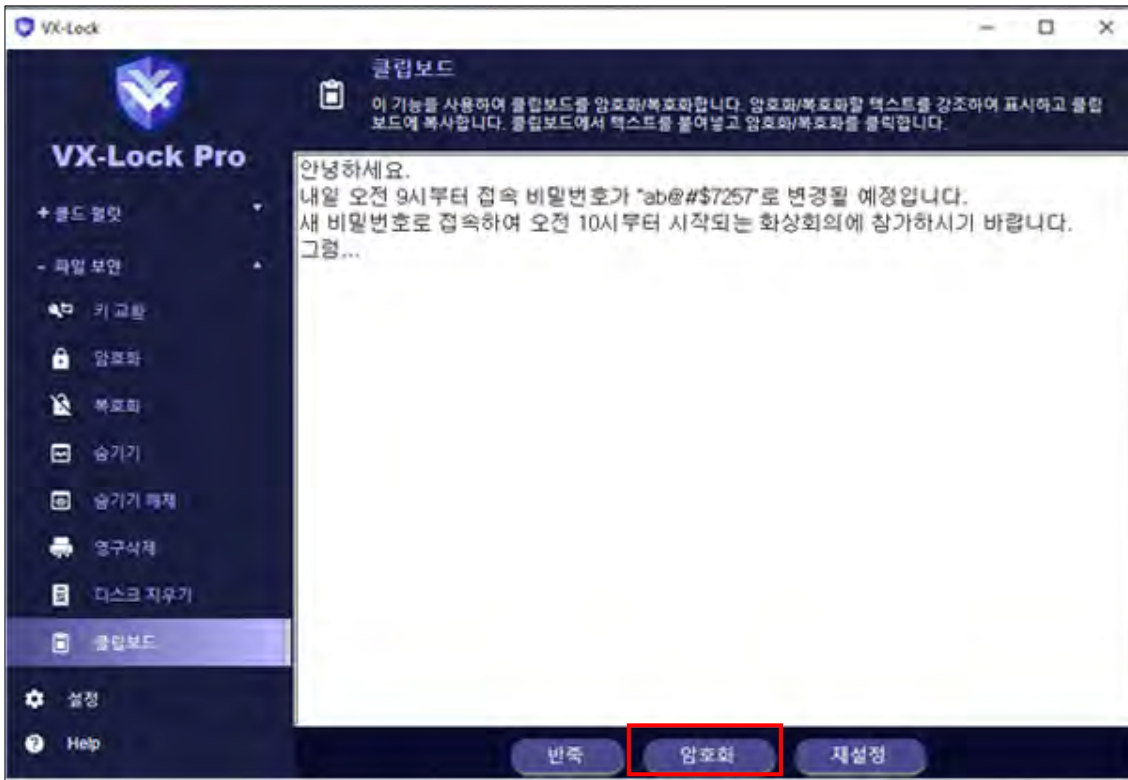 VX-Lock
클립보드
이 기능을 사용하여 클립보드를 암호화/복호화합니다. 암호화/복호화할 텍스트를 강조하여 표시하고 클립
보드에 복사합니다. 클립보드에서 텍스트를 붙여넣고 암호화/복호화를 클릭합니다.
VX-Lock Pro
+ 콜드 월릿
- 파일 보안
키 교환
암호화
복호화
숨기기
숨기기 해제
영구삭제
디스크 지우기
클립보드
설정
Help
안녕하세요.
내일 오전 9시부터 접속 비밀번호가 "ab@#$7257"로 변경될 예정입니다.
새 비밀번호로 접속하여 오전 10시부터 시작되는 화상회의에 참가하시기 바랍니다.
그럼...
반죽
암호화
재설정